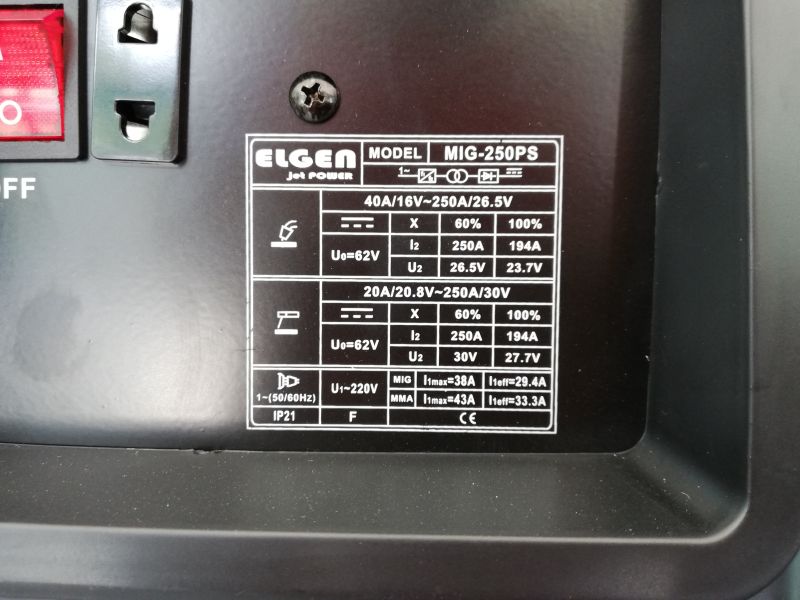 O
OFF
ELGEN MODEL MIG-250PS
jet POWER 1~
40A/16V~250A/26.5V
X 60% 100%
U0=62V I2 250A 194A
U2 26.5V 23.7V
20A/20.8V~250A/30V
X 60% 100%
U0=62V I2 250A 194A
U2 30V 27.7V
1~(50/60Hz) U1~220V MIG I1max=38A I1eff=29.4A
MMA I1max=43A I1eff=33.3A
IP21 F CE